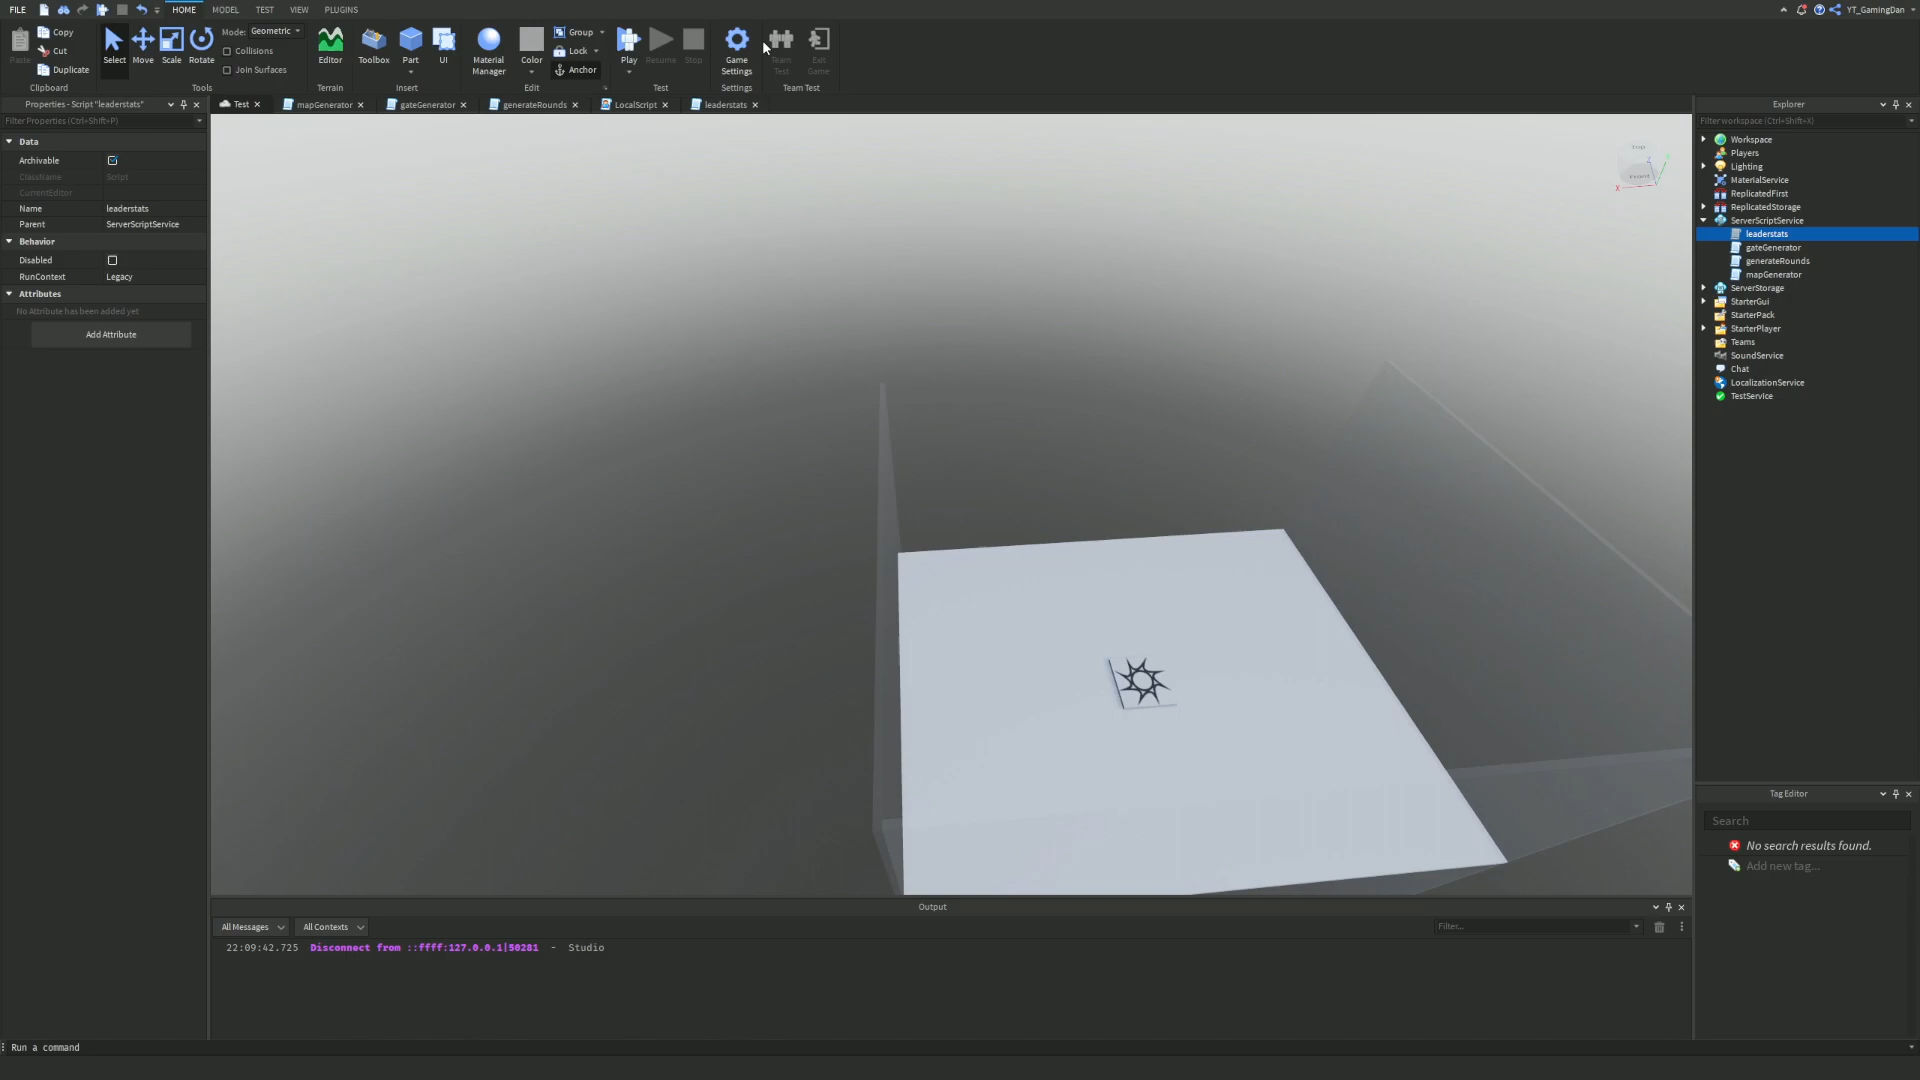 FILE
HOME
MODEL
TEST
VIEW
PLUGINS
YT_GamingDan
Paste
Copy
Cut
Duplicate
Clipboard
Select
Move
Scale
Rotate
Mode: Geometric
Collisions
Join Surfaces
Tools
Editor
Terrain
Toolbox
Part
UI
Insert
Material
Manager
Color
Group
Lock
Anchor
Edit
Play
Resume
Stop
Test
Game
Settings
Settings
Team
Test
Exit
Game
Team Test
Properties - Script "leaderstats"
Filter Properties (Ctrl+Shift+P)
Data
Archivable
ClassName Script
CurrentEditor
Name leaderstats
Parent ServerScriptService
Behavior
Disabled
RunContext Legacy
Attributes
No Attribute has been added yet
Add Attribute
Test
mapGenerator
gateGenerator
generateRounds
LocalScript
leaderstats
Top
Front
X
Explorer
Filter workspace (Ctrl+Shift+X)
Workspace
Players
Lighting
MaterialService
ReplicatedFirst
ReplicatedStorage
ServerScriptService
leaderstats
gateGenerator
generateRounds
mapGenerator
ServerStorage
StarterGui
StarterPack
StarterPlayer
Teams
SoundService
Chat
LocalizationService
TestService
Tag Editor
Search
No search results found.
Add new tag...
Output
All Messages
All Contexts
Filter...
22:09:42.725 Disconnect from ::ffff:127.0.0.1|50281 - Studio
Run a command